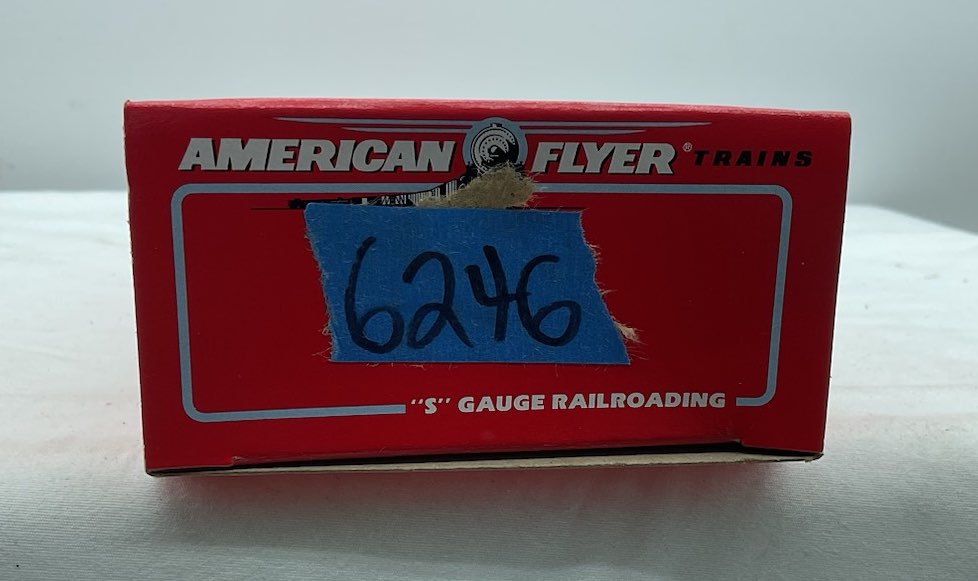 AMERICAN FLYER® TRAINS
6246
"S" GAUGE RAILROADING